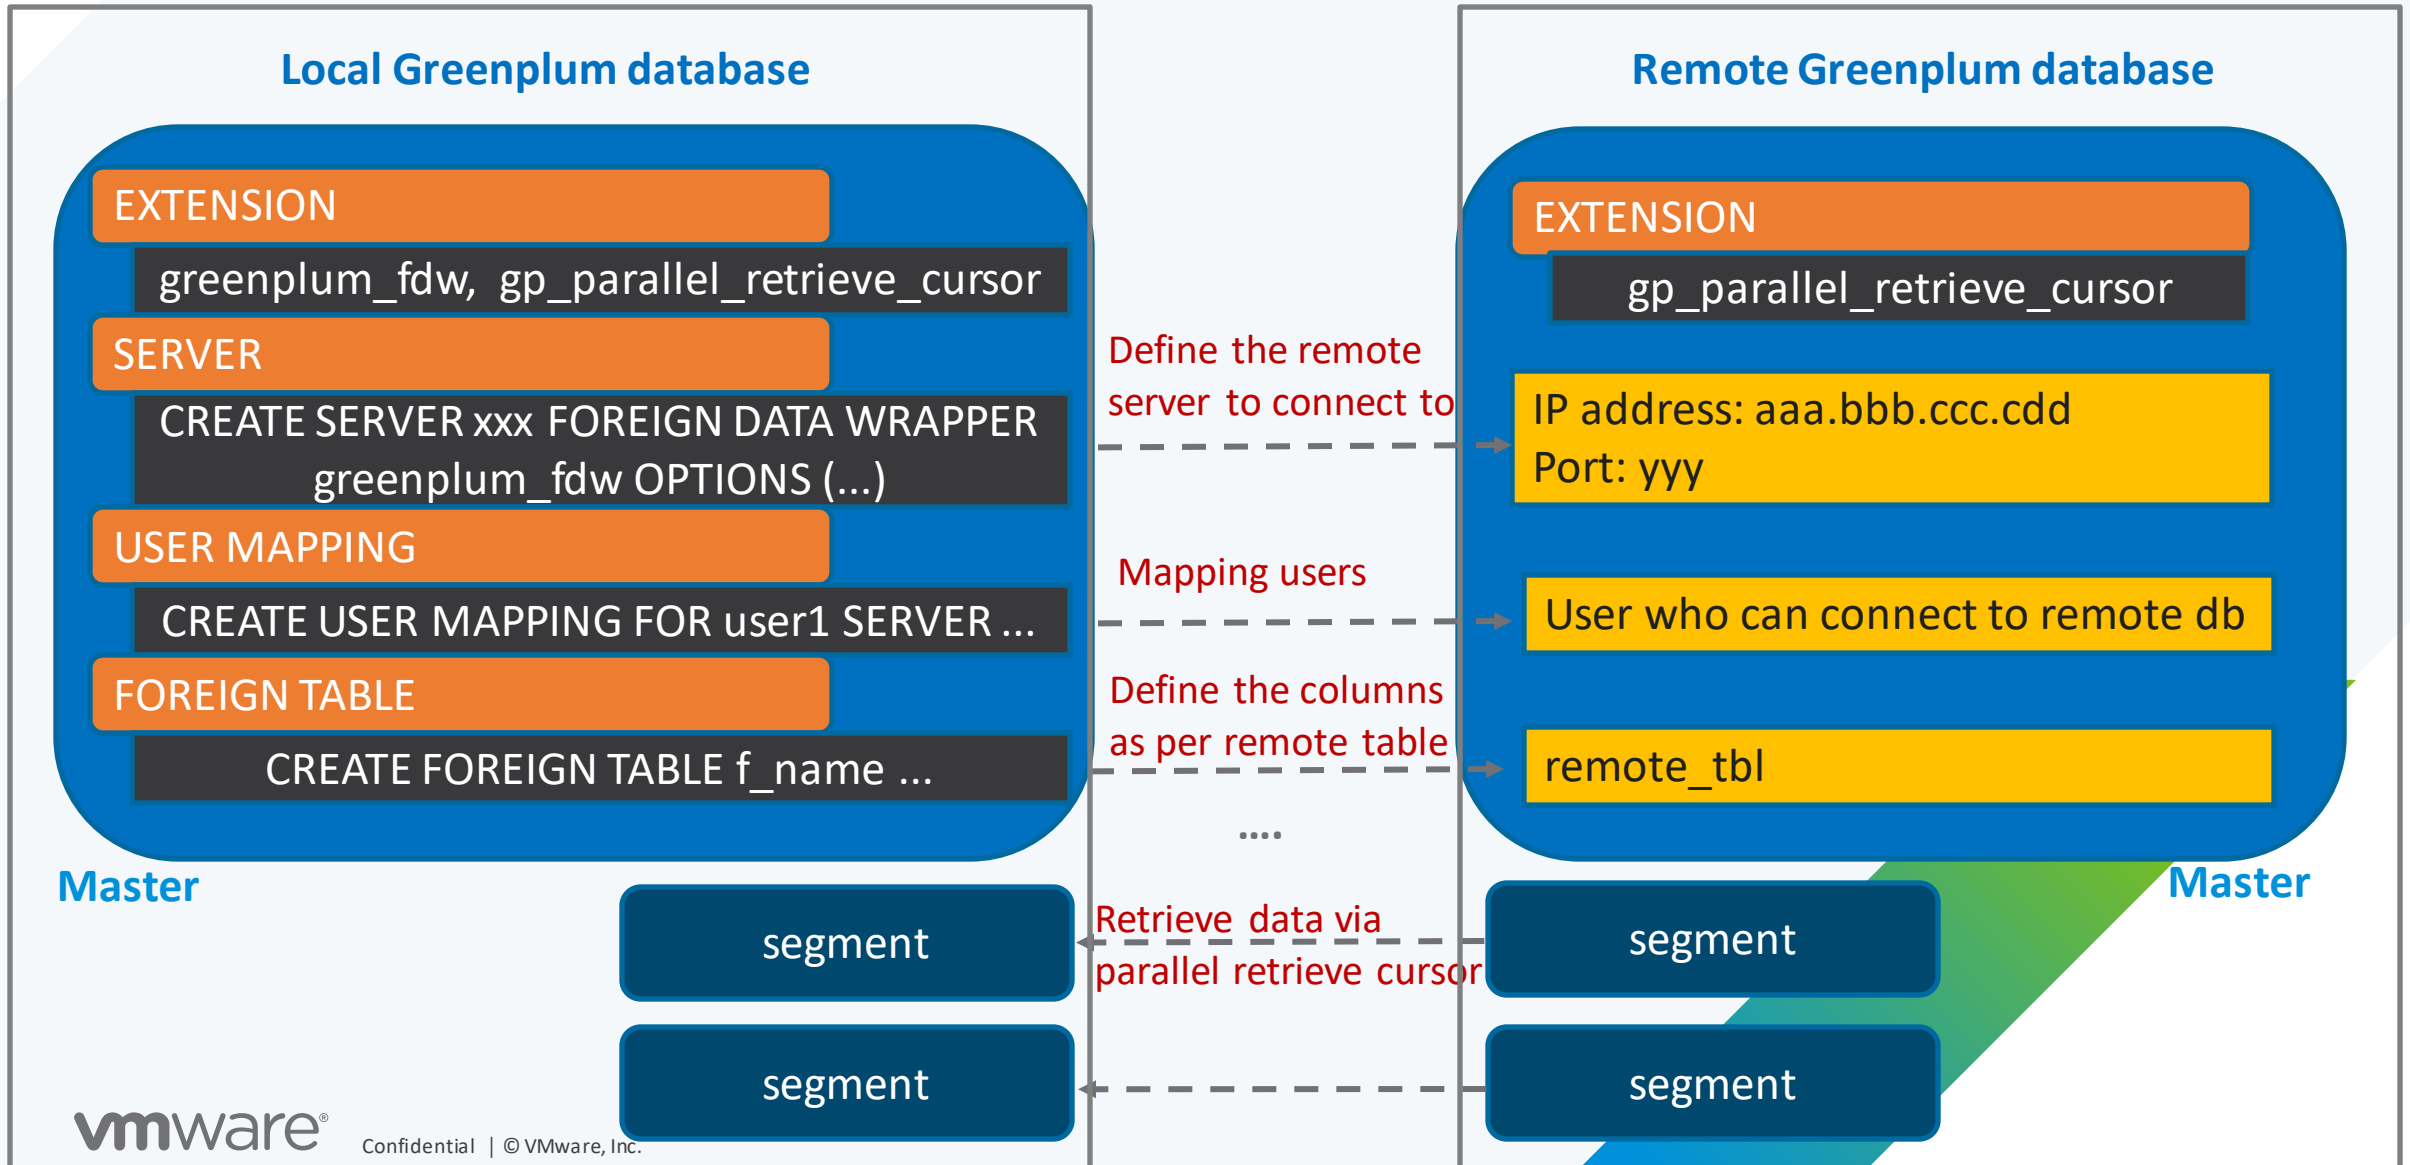 Local Greenplum database
EXTENSION
greenplum_fdw, gp_parallel_retrieve_cursor
SERVER
CREATE SERVER xxx FOREIGN DATA WRAPPER
greenplum_fdw OPTIONS (...)
USER MAPPING
CREATE USER MAPPING FOR user1 SERVER ...
FOREIGN TABLE
CREATE FOREIGN TABLE f_name ...
Master
segment
segment
Define the remote
server to connect to
Mapping users
Define the columns
as per remote table
....
Retrieve data via
parallel retrieve cursor
Remote Greenplum database
EXTENSION
gp_parallel_retrieve_cursor
IP address: aaa.bbb.ccc.cdd
Port: yyy
User who can connect to remote db
remote_tbl
Master
segment
segment
vmware®
Confidential | © VMware, Inc.